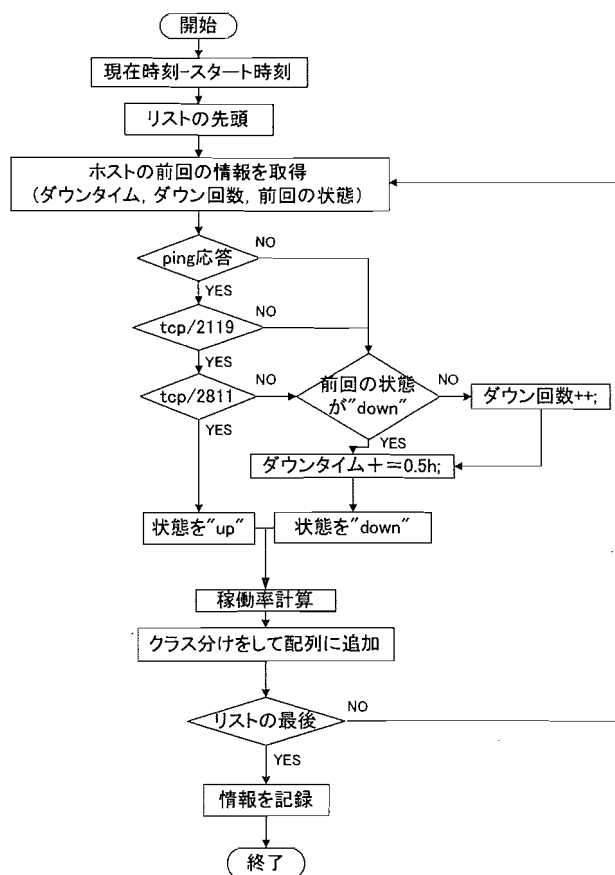 開始
現在時刻-スタート時刻
リストの先頭
ホストの前回の情報を取得
(ダウンタイム, ダウン回数, 前回の状態)
ping応答
NO
YES
tcp/2119
NO
YES
tcp/2811
NO
YES
前回の状態
が"down"
NO
YES
ダウン回数++;
ダウンタイム+=0.5h;
状態を"up"
状態を"down"
稼働率計算
クラス分けをして配列に追加
リストの最後
NO
YES
情報を記録
終了